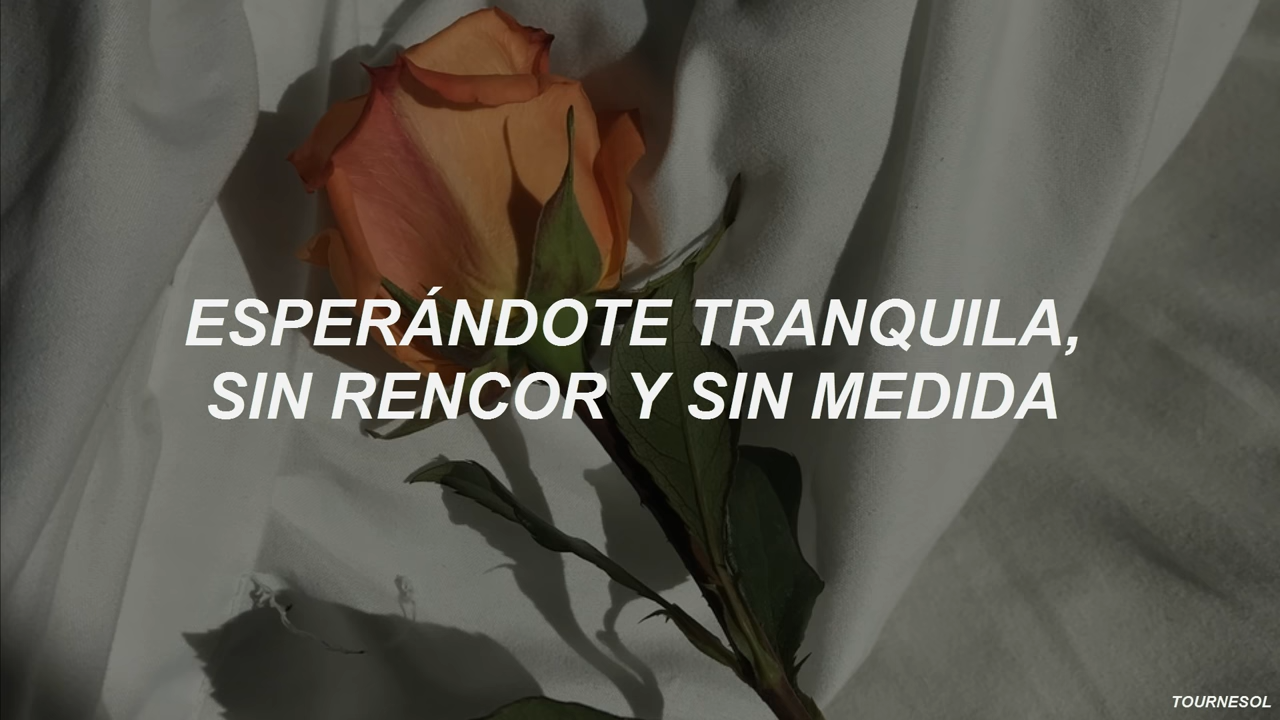 ESPERÁNDOTE TRANQUILA,
SIN RENCOR Y SIN MEDIDA
TOURNESOL